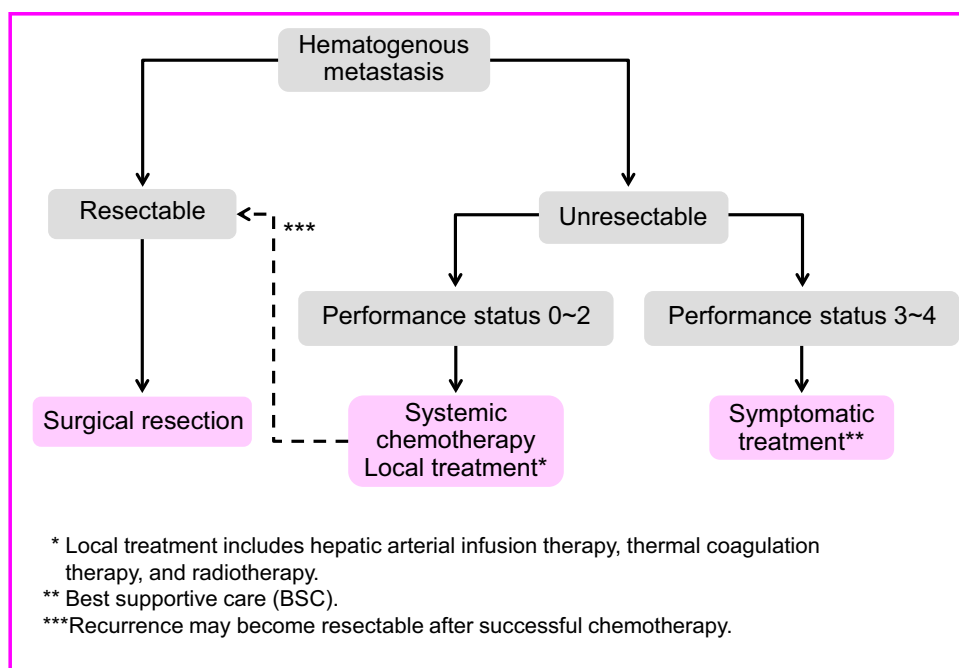 Hematogenous
metastasis
Resectable
***
Unresectable
Performance status 0~2
Performance status 3~4
Surgical resection
Systemic
chemotherapy
Local treatment*
Symptomatic
treatment**
* Local treatment includes hepatic arterial infusion therapy, thermal coagulation
therapy, and radiotherapy.
** Best supportive care (BSC).
***Recurrence may become resectable after successful chemotherapy.